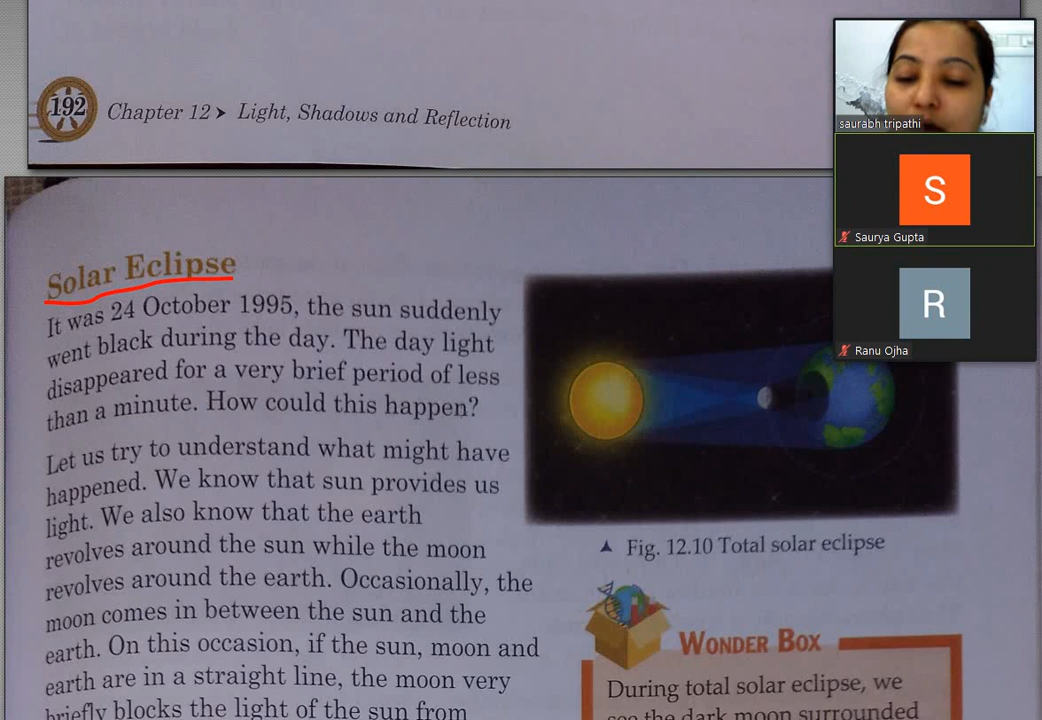 192 Chapter 12 ➤ Light, Shadows and Reflection
saurabh tripathi
S
Saurya Gupta
R
Ranu Ojha
Solar Eclipse
It was 24 October 1995, the sun suddenly
went black during the day. The day light
disappeared for a very brief period of less
than a minute. How could this happen?
Let us try to understand what might have
happened. We know that sun provides us
light. We also know that the earth
revolves around the sun while the moon
revolves around the earth. Occasionally, the
moon comes in between the sun and the
earth. On this occasion, if the sun, moon and
earth are in a straight line, the moon very
briefly blocks the light of the sun from
▲ Fig. 12.10 Total solar eclipse
WONDER BOX
During total solar eclipse, we
see the dark moon surrounded